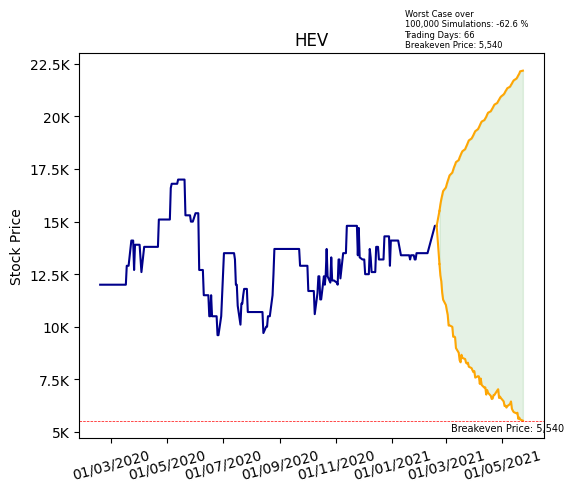 Worst Case over
100,000 Simulations: -62.6 %
Trading Days: 66
Breakeven Price: 5,540
HEV
Stock Price
22.5K
20K
17.5K
15K
12.5K
10K
7.5K
5K
Breakeven Price: 5,540
01/03/2020
01/05/2020
01/07/2020
01/09/2020
01/11/2020
01/01/2021
01/03/2021
01/05/2021